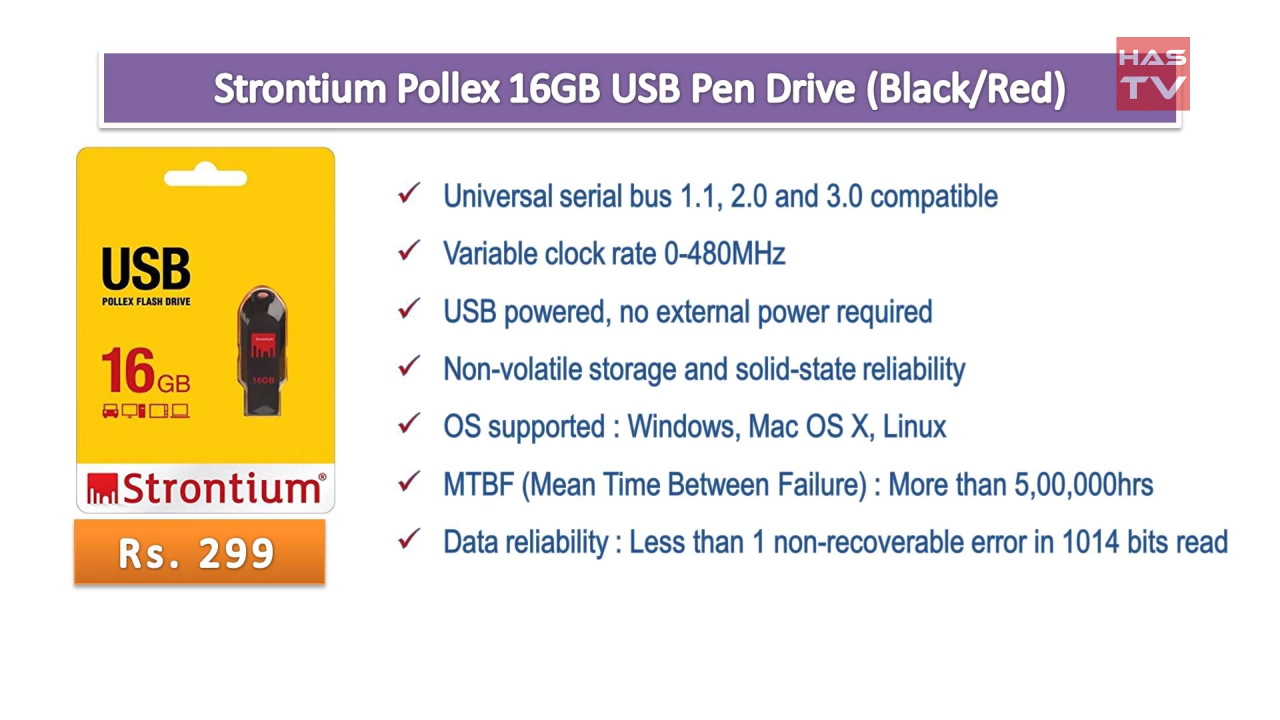 Strontium Pollex 16GB USB Pen Drive (Black/Red)
HAS
TV
USB
POLLEX FLASH DRIVE
16GB
Strontium
16GB
Strontium®
Rs. 299
✓ Universal serial bus 1.1, 2.0 and 3.0 compatible
✓ Variable clock rate 0-480MHz
✓ USB powered, no external power required
✓ Non-volatile storage and solid-state reliability
✓ OS supported : Windows, Mac OS X, Linux
✓ MTBF (Mean Time Between Failure) : More than 5,00,000hrs
✓ Data reliability : Less than 1 non-recoverable error in 1014 bits read